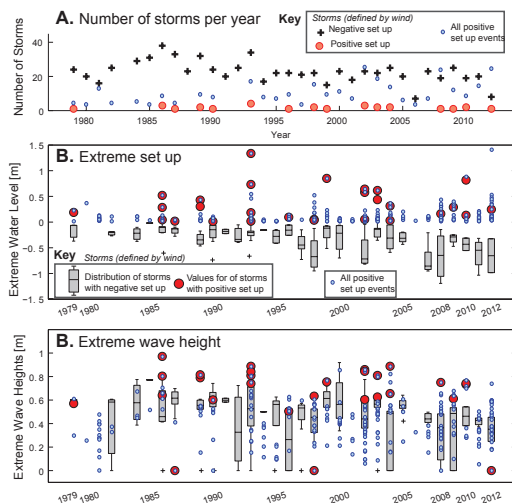 A. Number of storms per year
Key
Storms (defined by wind)
Negative set up
Positive set up
All positive
set up events
Number of Storms
60
40
20
0
1980
1985
1990
1995
2000
2005
2010
Year
B. Extreme set up
Extreme Water Level [m]
1.5
1.0
0.5
0
−0.5
−1.0
−1.5
Key
Storms (defined by wind)
Distribution of storms
with negative set up
Values for of storms
with positive set up
All positive
set up events
1979
1980
1985
1990
1995
2000
2005
2008
2010
2012
B. Extreme wave height
Extreme Wave Heights [m]
1
0.8
0.6
0.4
0.2
0
1979
1980
1985
1990
1995
2000
2005
2008
2010
2012